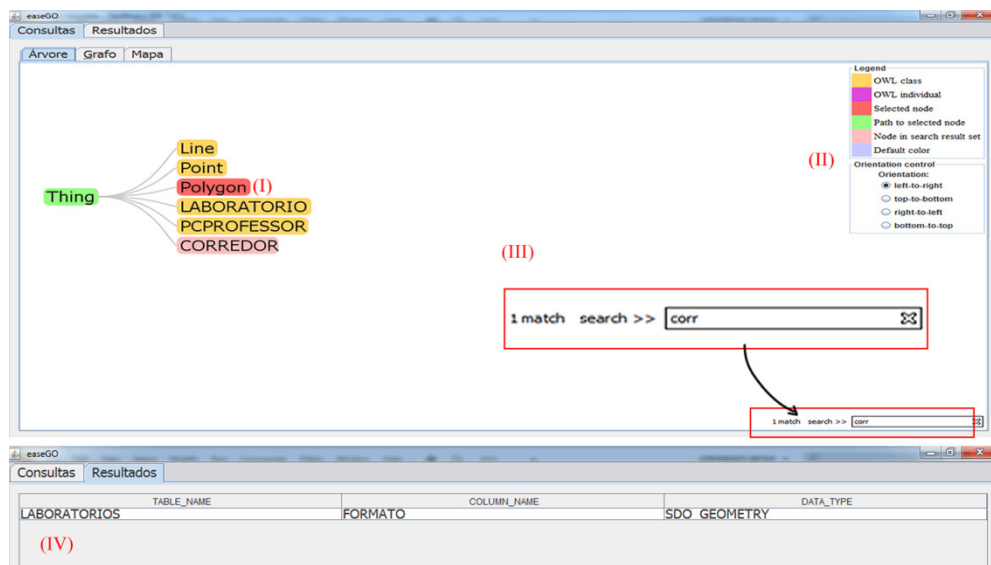 easeGO
Consultas Resultados
Árvore Grafo Mapa
Legend
OWL class
OWL individual
Selected node
Path to selected node
Node in search result set
Default color
(II)
Orientation control
Orientation:
left-to-right
top-to-bottom
right-to-left
bottom-to-top
Thing
Line
Point
Polygon (I)
LABORATORIO
PCPROFESSOR
CORREDOR
(III)
1 match search >> corr
1 match search >> corr
easeGO
Consultas Resultados
TABLE_NAME COLUMN_NAME DATA_TYPE
LABORATORIOS FORMATO SDO_GEOMETRY
(IV)